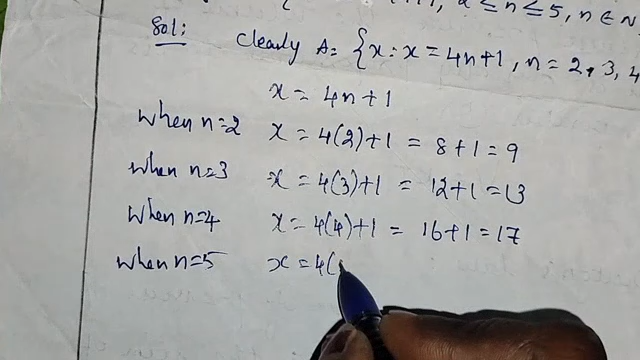 ≤ n ≤ 5, n ∈ N
Sol: Clearly A = {x : x = 4n+1, n = 2, 3, 4
x = 4n+1
When n=2 x = 4(2)+1 = 8+1 = 9
When n=3 x = 4(3)+1 = 12+1 = 13
When n=4 x = 4(4)+1 = 16+1 = 17
When n=5 x = 4(